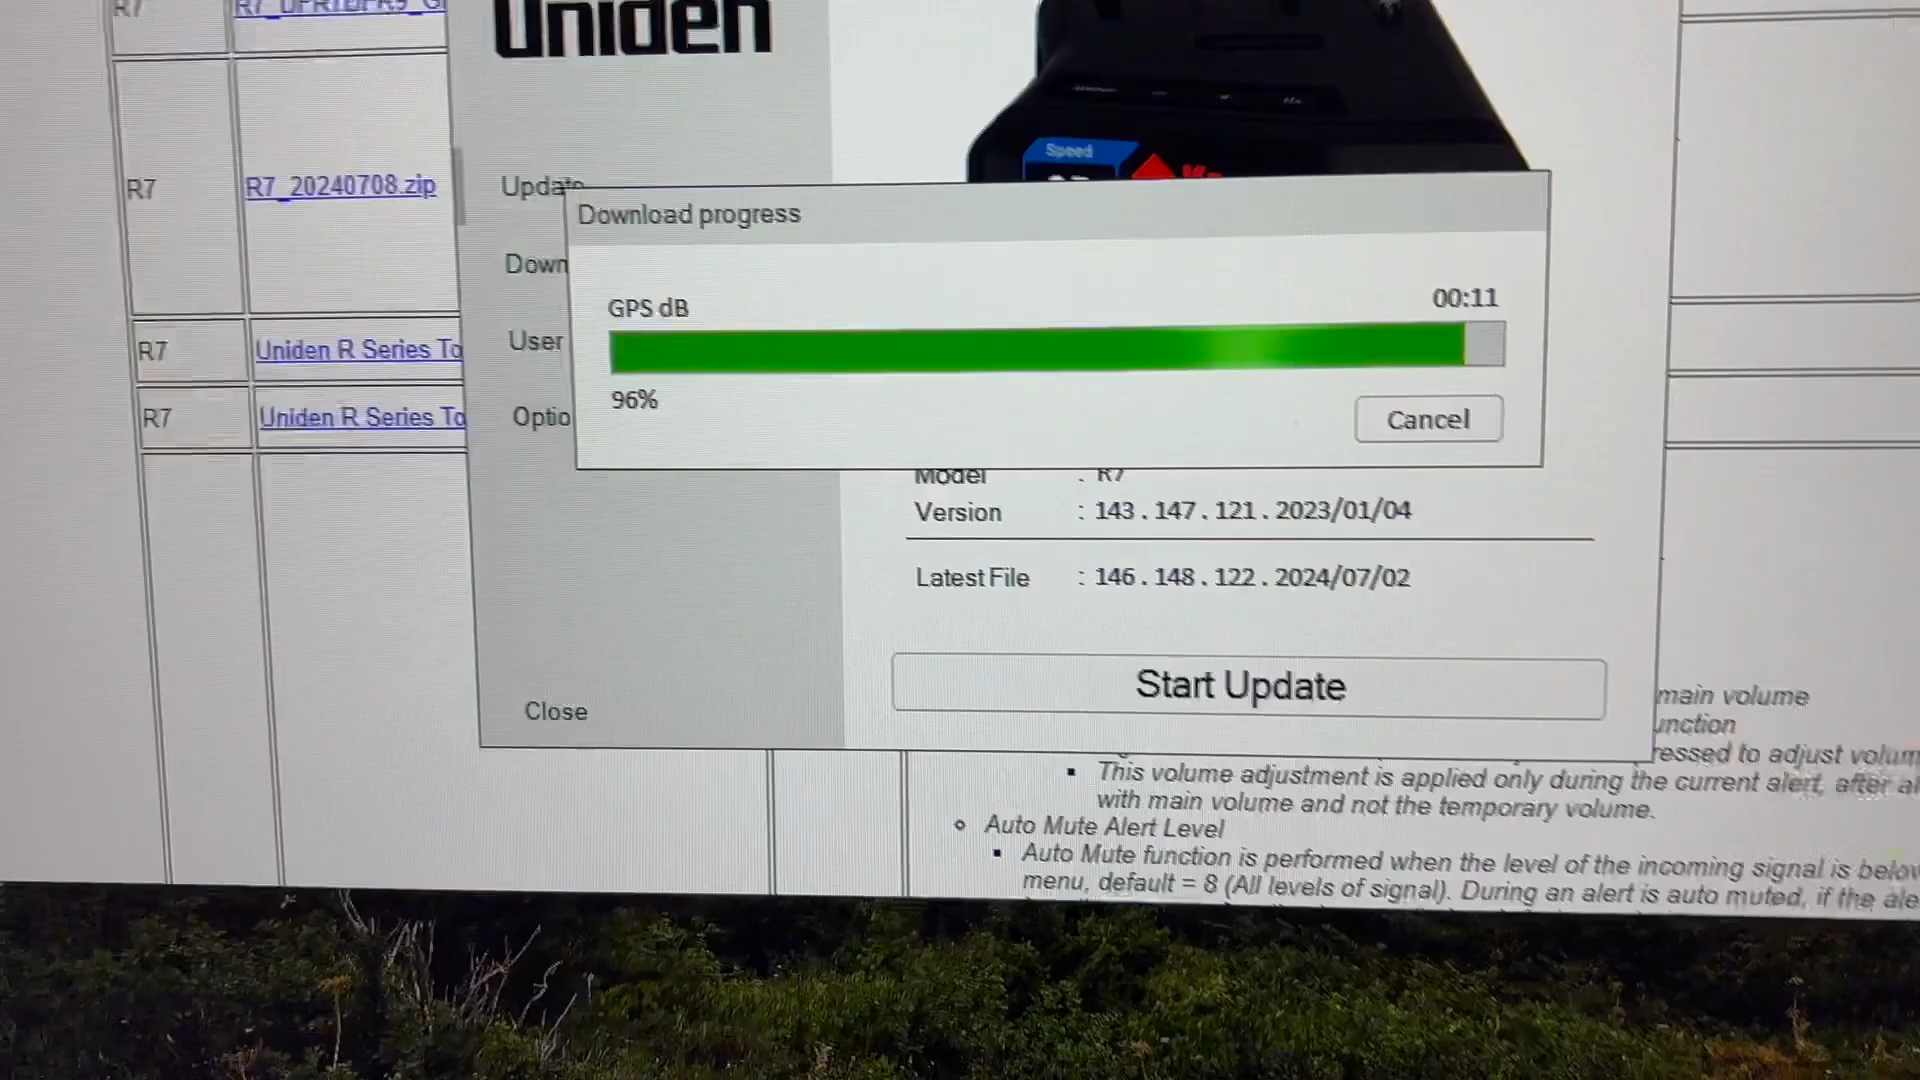 R7
Uniden
R7
R7_20240708.zip
Speed
Update
Download progress
Down
GPS dB
00:11
User
R7
Uniden R Series To
96%
Cancel
Optio
R7
Uniden R Series To
Model : R7
Version : 143 . 147 . 121 . 2023/01/04
Latest File : 146 . 148 . 122 . 2024/07/02
Start Update
Close
main volume
unction
ressed to adjust volum
This volume adjustment is applied only during the current alert, after al
with main volume and not the temporary volume.
Auto Mute Alert Level
Auto Mute function is performed when the level of the incoming signal is below
menu, default = 8 (All levels of signal). During an alert is auto muted, if the ale